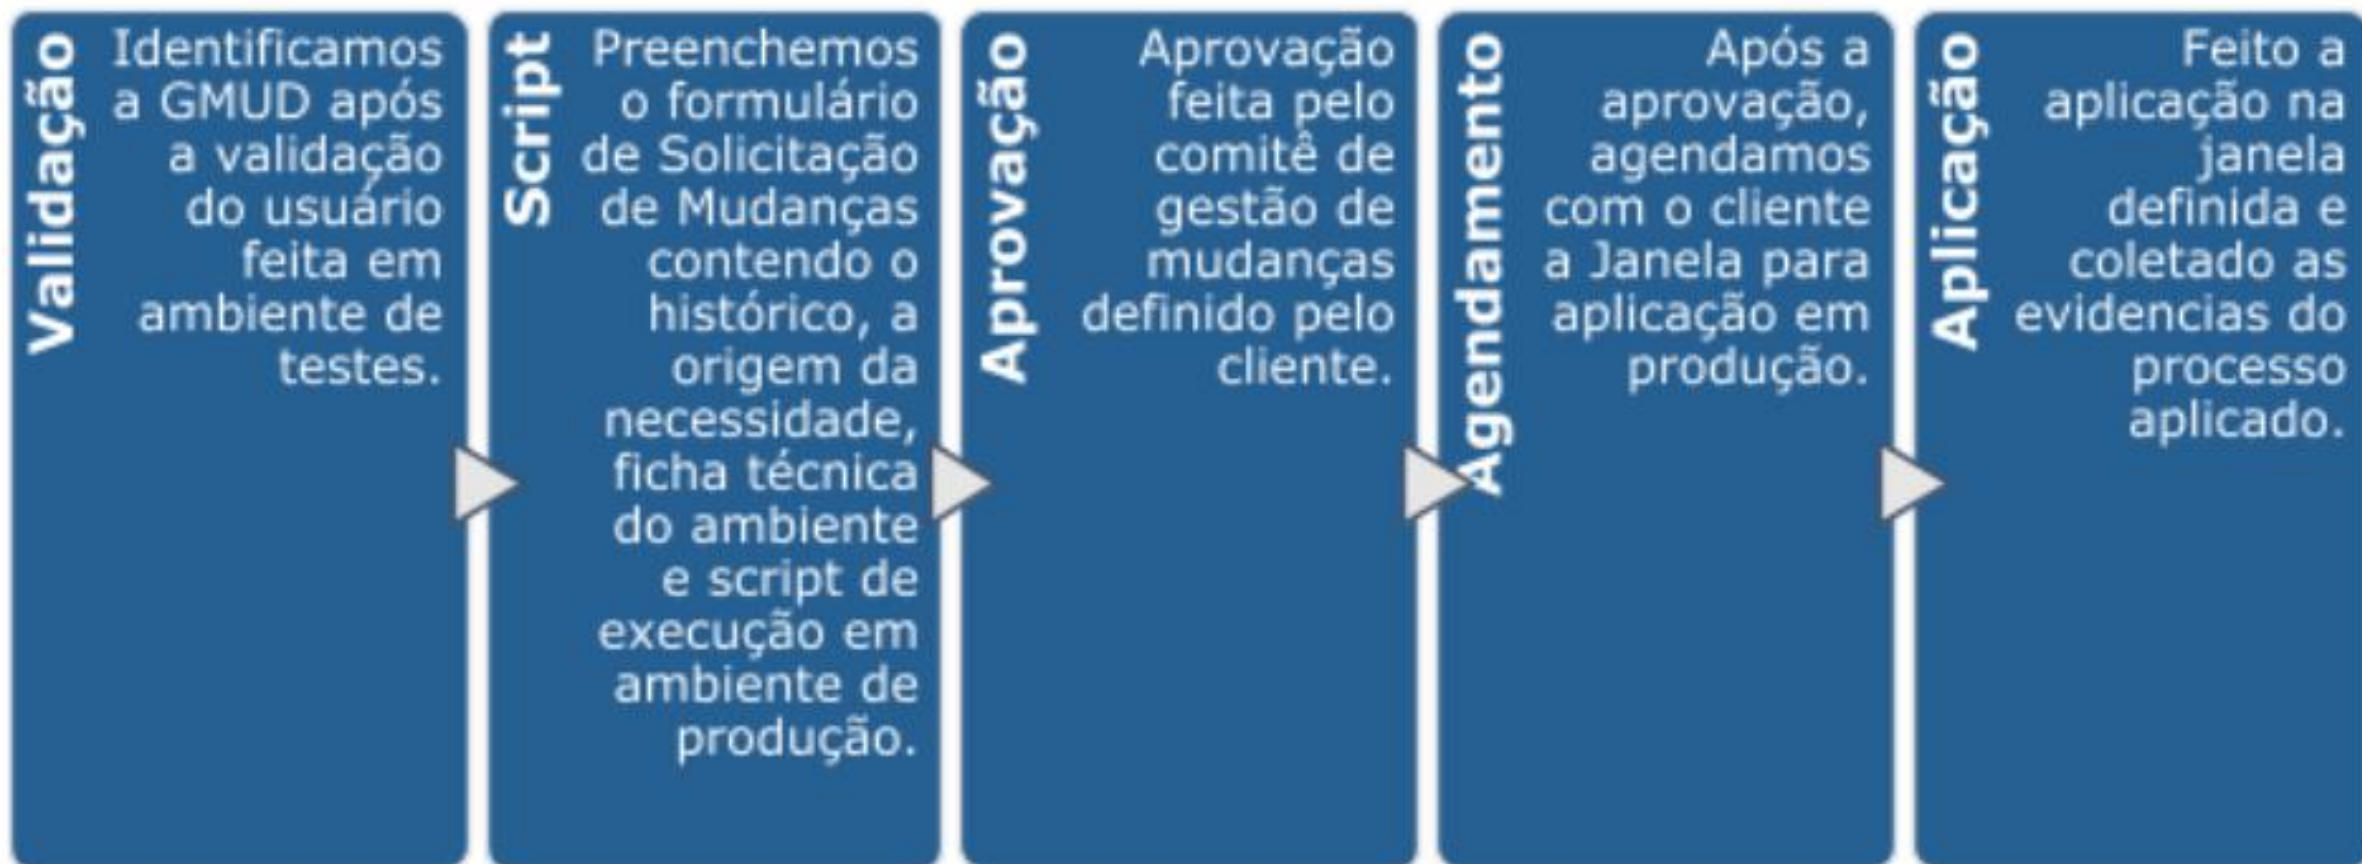 Validação
Identificamos
a GMUD após
a validação
do usuário
feita em
ambiente de
testes.
Script
Preenchemos
o formulário
de Solicitação
de Mudanças
contendo o
histórico, a
origem da
necessidade,
ficha técnica
do ambiente
e script de
execução em
ambiente de
produção.
Aprovação
Aprovação
feita pelo
comitê de
gestão de
mudanças
definido pelo
cliente.
Agendamento
Após a
aprovação,
agendamos
com o cliente
a Janela para
aplicação em
produção.
Aplicação
Feito a
aplicação na
janela
definida e
coletado as
evidencias do
processo
aplicado.